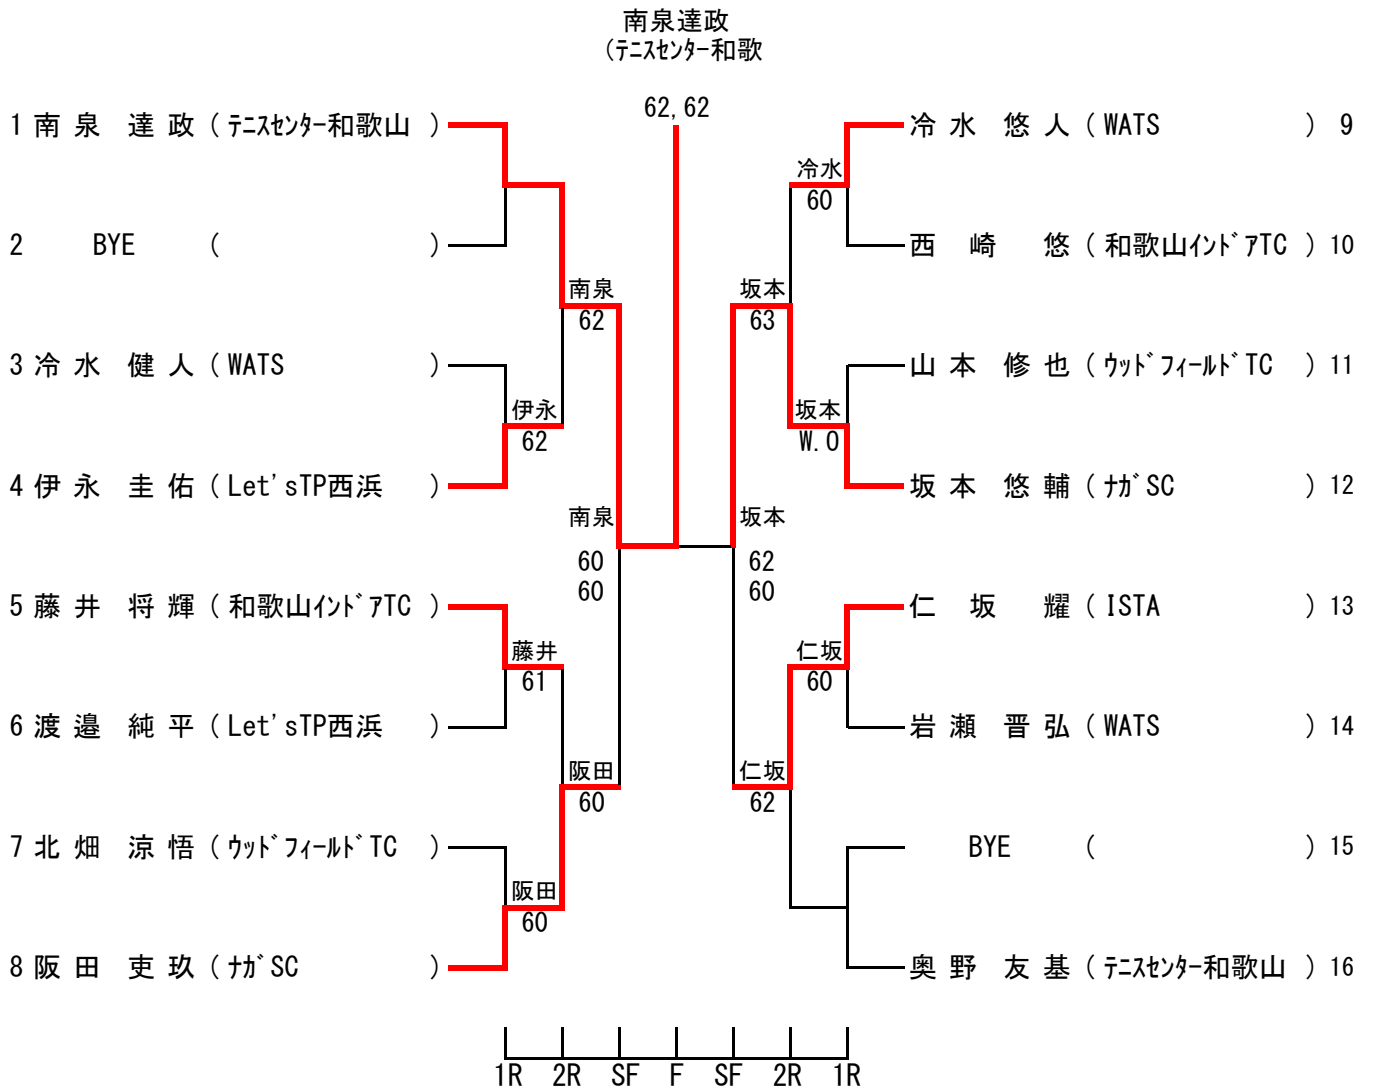 南泉達政
(テニスセンター和歌
62,62
1 南 泉 達 政 ( テニスセンター和歌山 )
2 BYE ( )
3 冷 水 健 人 ( WATS )
4 伊 永 圭 佑 ( Let'sTP西浜 )
5 藤 井 将 輝 ( 和歌山インドアTC )
6 渡 邉 純 平 ( Let'sTP西浜 )
7 北 畑 涼 悟 ( ウッドフィールドTC )
8 阪 田 吏 玖 ( ナガSC )
伊永
62
藤井
61
阪田
60
南泉
62
阪田
60
南泉
60
60
坂本
62
60
坂本
63
仁坂
62
冷水
60
坂本
W.O
仁坂
60
冷 水 悠 人 ( WATS ) 9
西 崎 悠 ( 和歌山インドアTC ) 10
山 本 修 也 ( ウッドフィールドTC ) 11
坂 本 悠 輔 ( ナガSC ) 12
仁 坂 耀 ( ISTA ) 13
岩 瀬 晋 弘 ( WATS ) 14
BYE ( ) 15
奥 野 友 基 ( テニスセンター和歌山 ) 16
1R 2R SF F SF 2R 1R